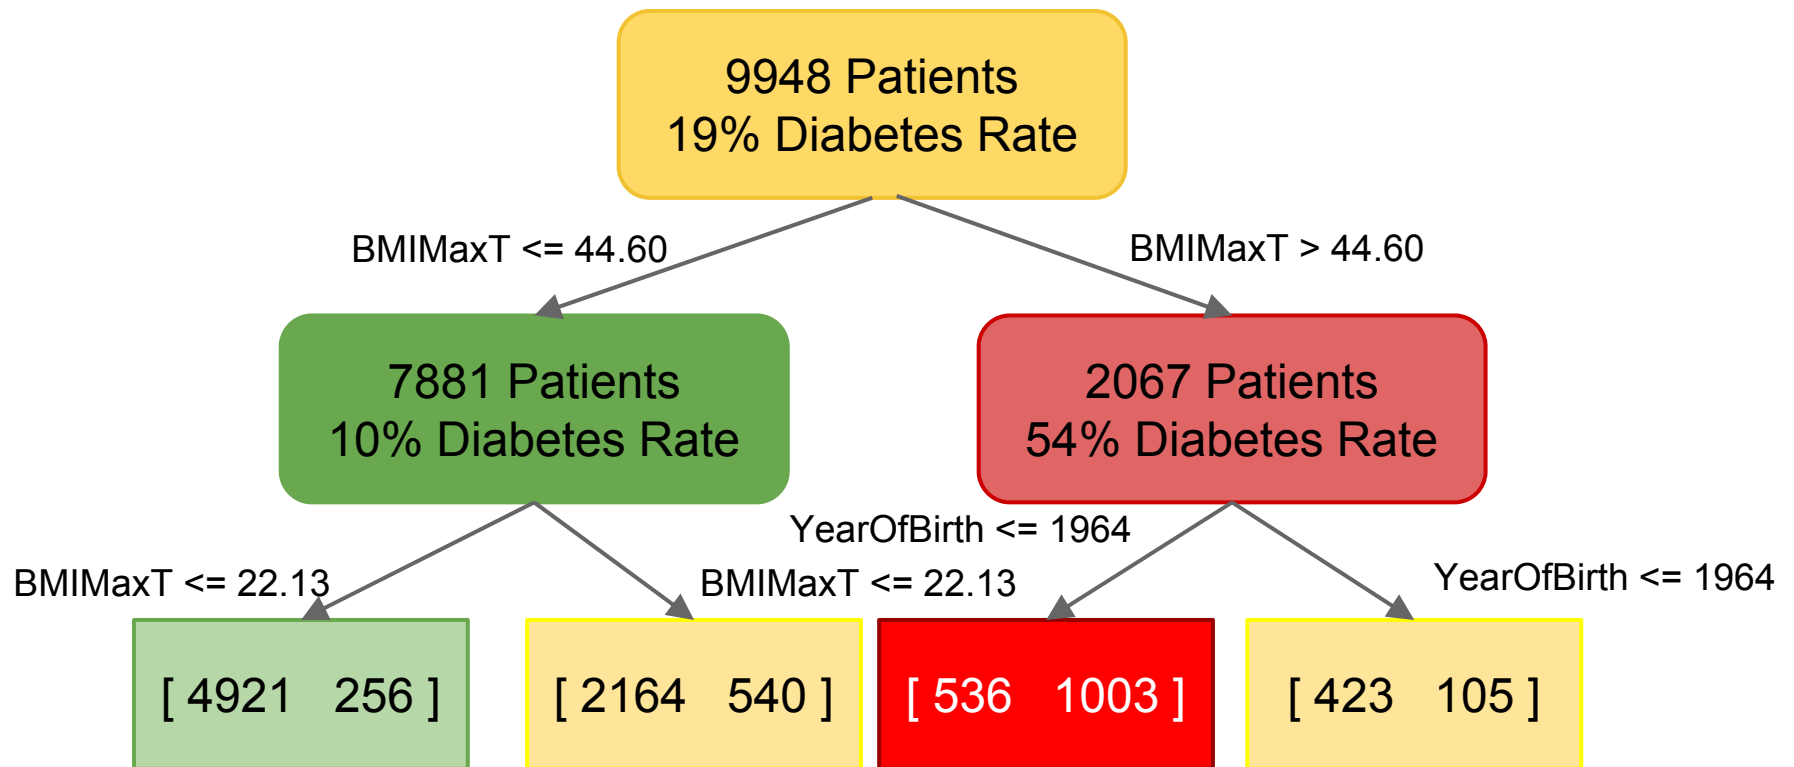 9948 Patients
19% Diabetes Rate
BMIMaxT <= 44.60
BMIMaxT > 44.60
7881 Patients
10% Diabetes Rate
2067 Patients
54% Diabetes Rate
BMIMaxT <= 22.13
BMIMaxT <= 22.13
YearOfBirth <= 1964
YearOfBirth <= 1964
[ 4921 256 ]
[ 2164 540 ]
[ 536 1003 ]
[ 423 105 ]